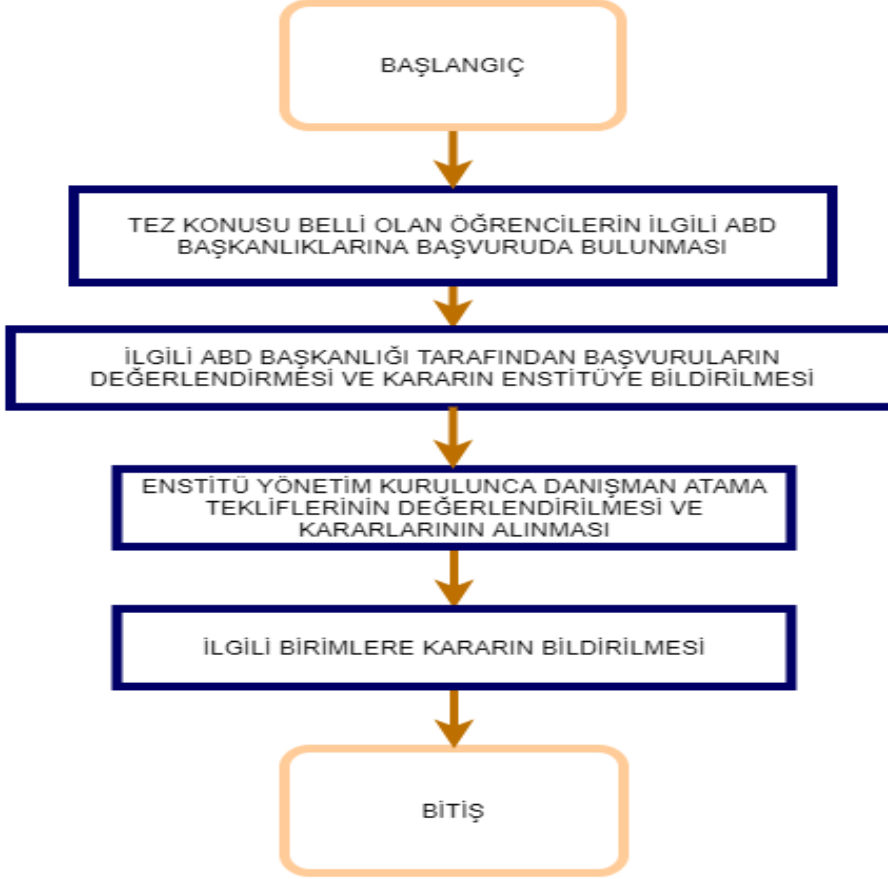 BAŞLANGIÇ
TEZ KONUSU BELLİ OLAN ÖĞRENCİLERİN İLGİLİ ABD
BAŞKANLIKLARINA BAŞVURUDA BULUNMASI
İLGİLİ ABD BAŞKANLIĞI TARAFINDAN BAŞVURULARIN
DEĞERLENDİRMESİ VE KARARIN ENSTİTÜYE BİLDİRİLMESİ
ENSTİTÜ YÖNETİM KURULUNCA DANIŞMAN ATAMA
TEKLİFLERİNİN DEĞERLENDİRİLMESİ VE
KARARLARININ ALINMASI
İLGİLİ BİRİMLERE KARARIN BİLDİRİLMESİ
BİTİŞ